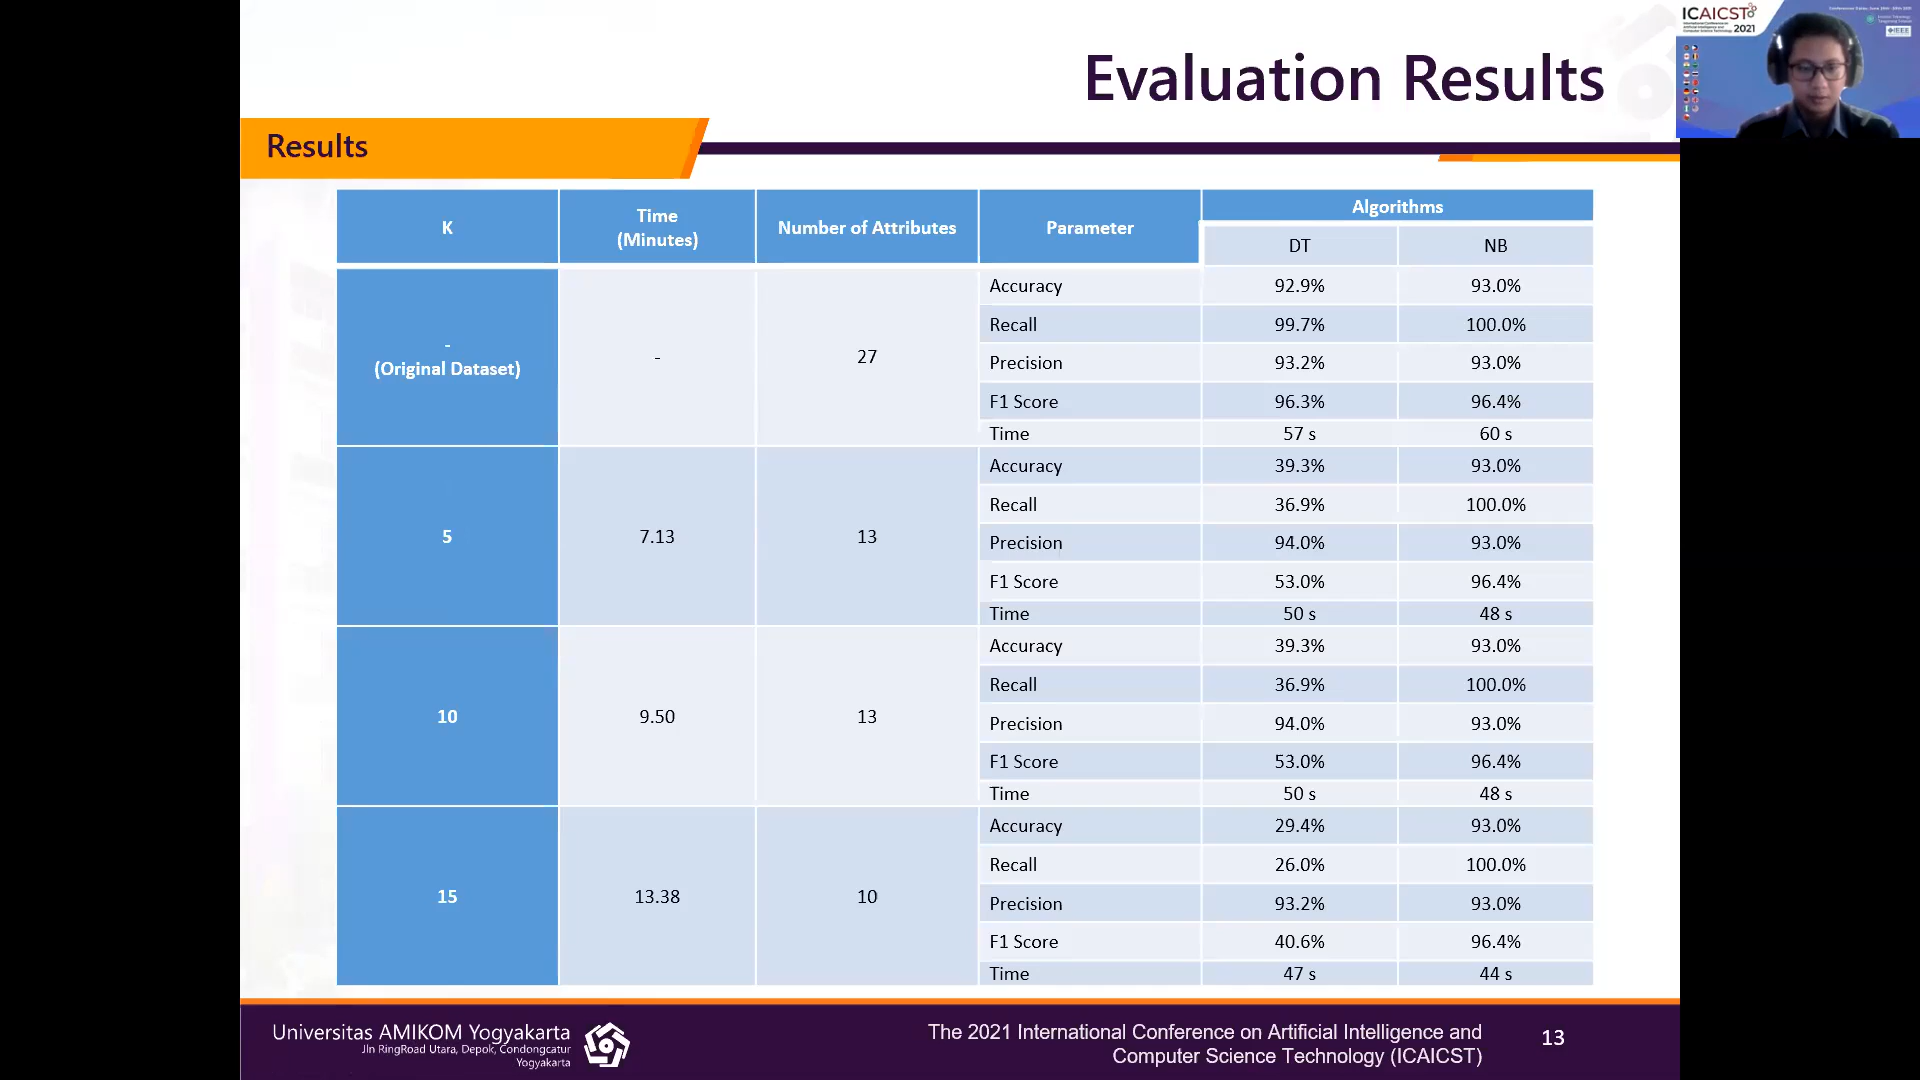 Evaluation Results
ICAICST
2021
IEEE
Results
K
Time
(Minutes)
Number of Attributes
Parameter
Algorithms
DT
NB
-
(Original Dataset)
-
27
Accuracy 92.9% 93.0%
Recall 99.7% 100.0%
Precision 93.2% 93.0%
F1 Score 96.3% 96.4%
Time 57 s 60 s
5
7.13
13
Accuracy 39.3% 93.0%
Recall 36.9% 100.0%
Precision 94.0% 93.0%
F1 Score 53.0% 96.4%
Time 50 s 48 s
10
9.50
13
Accuracy 39.3% 93.0%
Recall 36.9% 100.0%
Precision 94.0% 93.0%
F1 Score 53.0% 96.4%
Time 50 s 48 s
15
13.38
10
Accuracy 29.4% 93.0%
Recall 26.0% 100.0%
Precision 93.2% 93.0%
F1 Score 40.6% 96.4%
Time 47 s 44 s
Universitas AMIKOM Yogyakarta
Jln RingRoad Utara, Depok, Condongcatur
Yogyakarta
The 2021 International Conference on Artificial Intelligence and
Computer Science Technology (ICAICST)
13